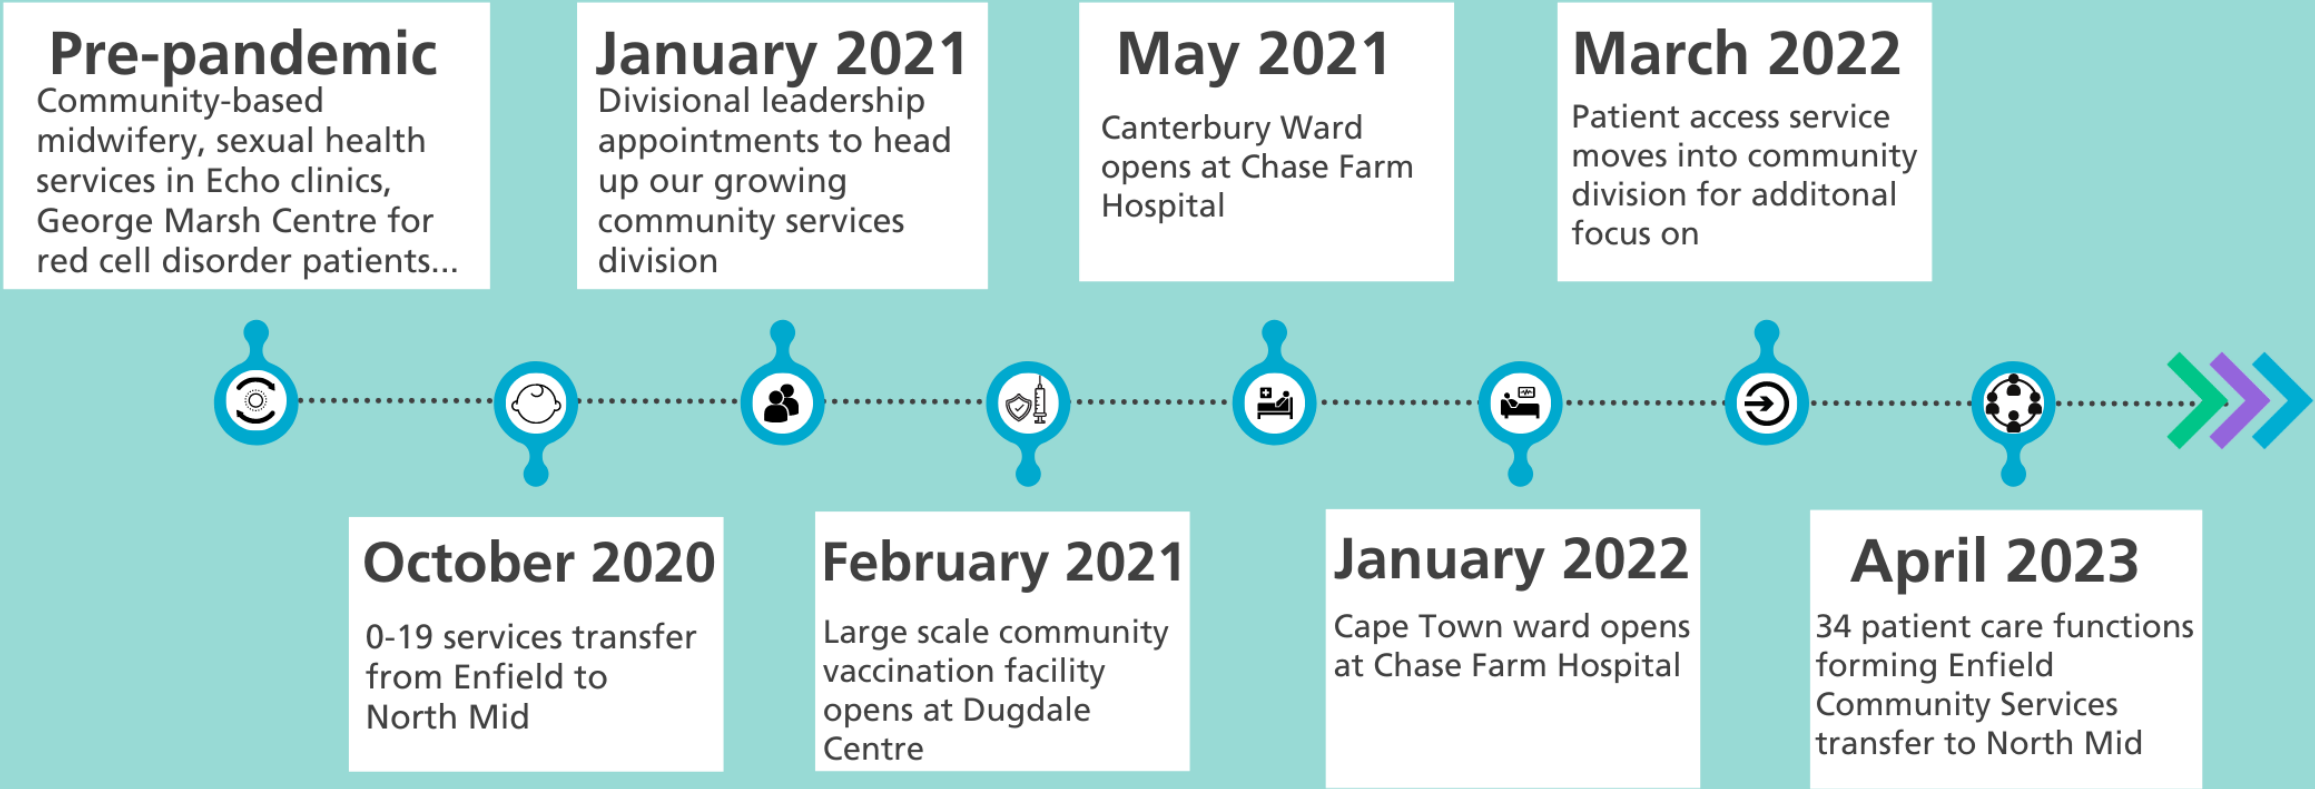 Pre-pandemic
Community-based
midwifery, sexual health
services in Echo clinics,
George Marsh Centre for
red cell disorder patients...
October 2020
0-19 services transfer
from Enfield to
North Mid
January 2021
Divisional leadership
appointments to head
up our growing
community services
division
February 2021
Large scale community
vaccination facility
opens at Dugdale
Centre
May 2021
Canterbury Ward
opens at Chase Farm
Hospital
January 2022
Cape Town ward opens
at Chase Farm Hospital
March 2022
Patient access service
moves into community
division for additonal
focus on
April 2023
34 patient care functions
forming Enfield
Community Services
transfer to North Mid